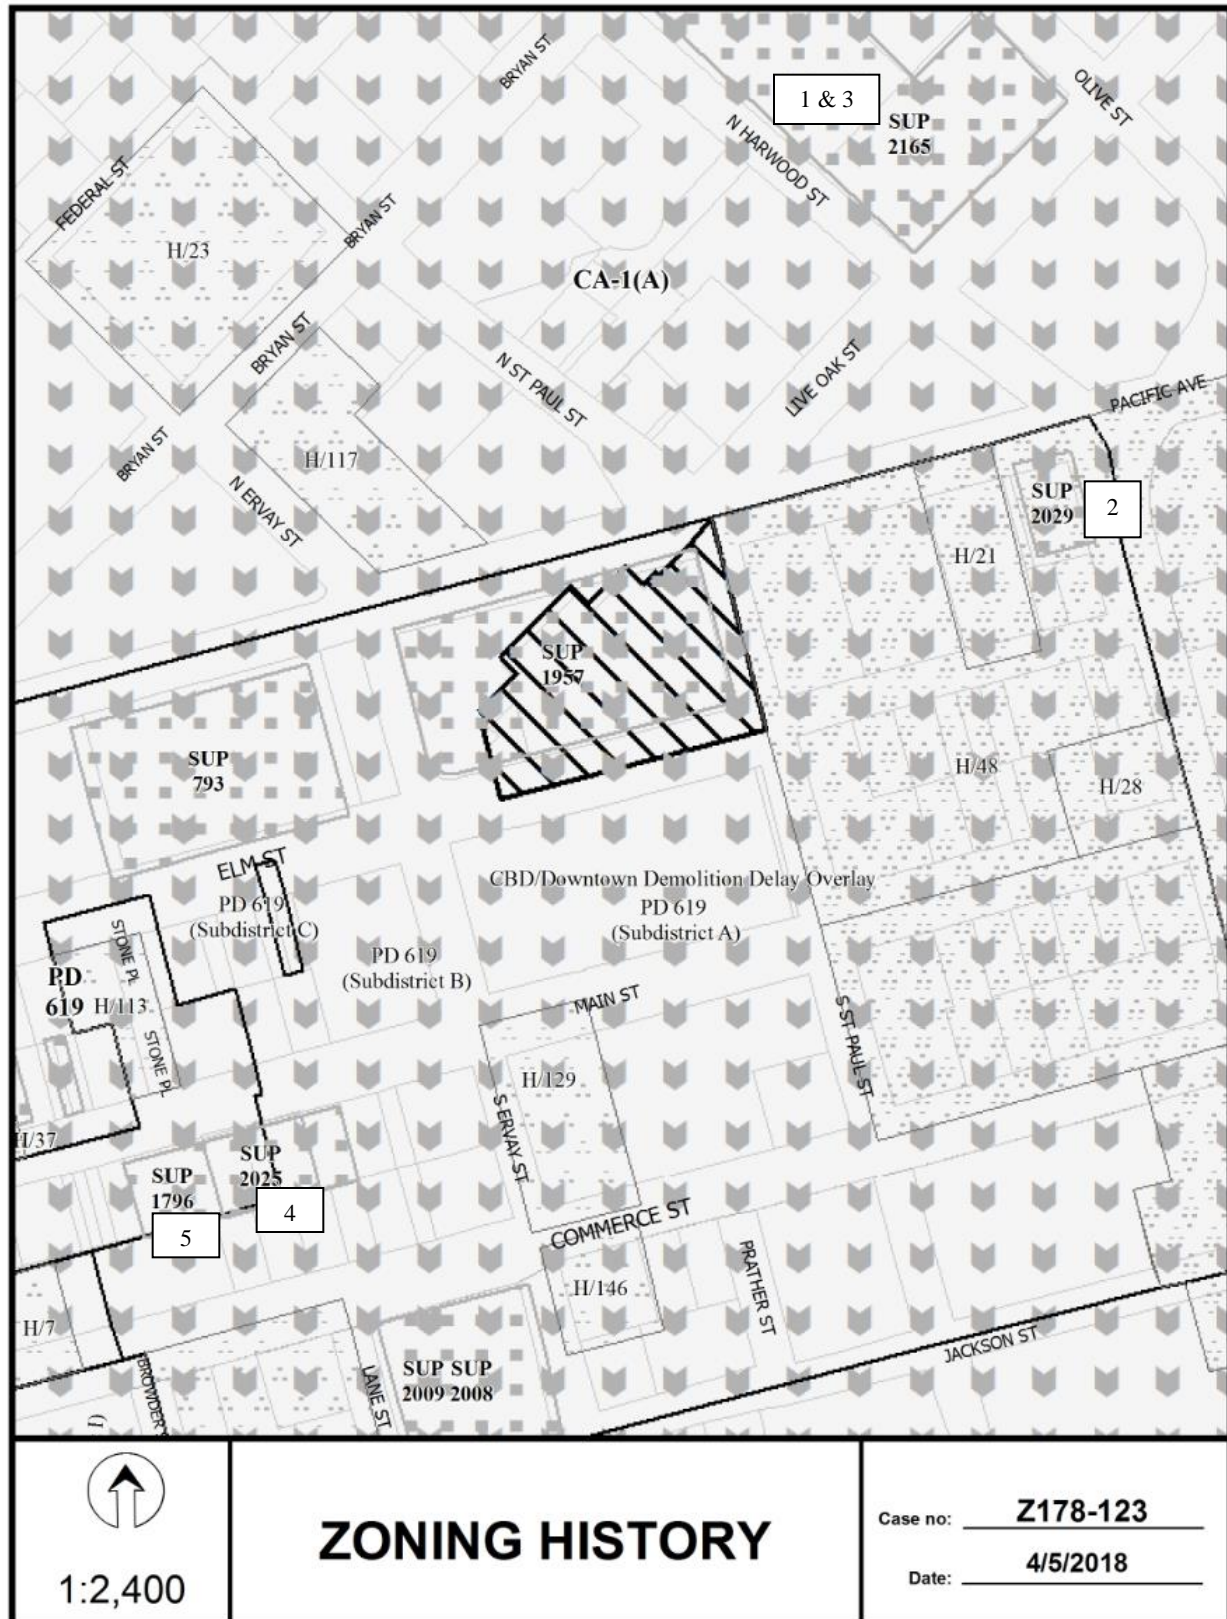 BRYAN ST
OLIVE ST
1 & 3
SUP
2165
N HARWOOD ST
FEDERAL ST
BRYAN ST
H/23
CA-1(A)
BRYAN ST
N ST PAUL ST
LIVE OAK ST
PACIFIC AVE
BRYAN ST
H/117
N ERVAY ST
SUP
2029
2
H/21
SUP
1957
SUP
793
H/48
H/28
ELM ST
CBD/Downtown Demolition Delay Overlay
PD 619
(Subdistrict A)
PD 619
(Subdistrict C)
PD 619
(Subdistrict B)
STONE PL
PD
619
H/113
STONE PL
MAIN ST
S ST PAUL ST
H/129
S ERVAY ST
H/37
SUP
2025
SUP
1796
4
5
COMMERCE ST
PRATHER ST
H/146
H/7
JACKSON ST
BROWDER
LANE ST
SUP SUP
2009 2008
1)
1:2,400
ZONING HISTORY
Case no: Z178-123
Date: 4/5/2018